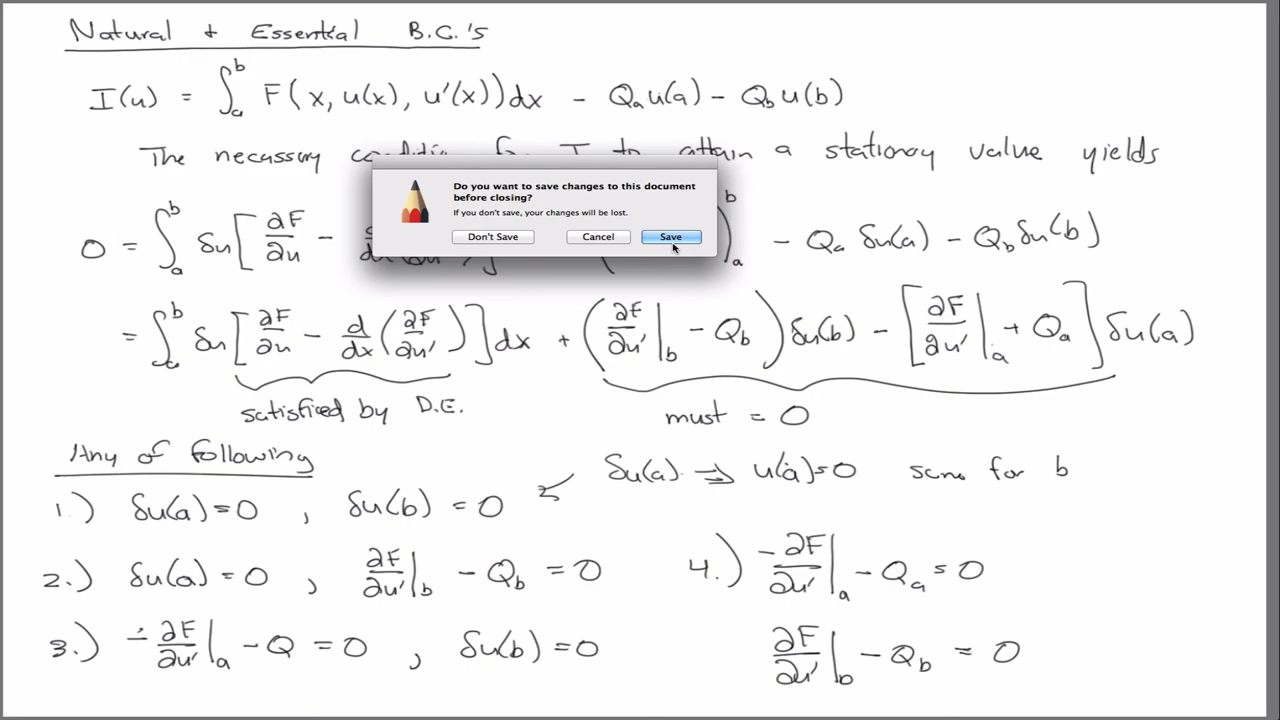 Natural + Essential B.C.'s
I(u) = ∫_a^b F(x, u(x), u'(x))dx - Q_a u(a) - Q_b u(b)
The necassary I to attain a stationary value yields
Do you want to save changes to this document
before closing?
If you don't save, your changes will be lost.
Don't Save Cancel Save
0 = ∫_a^b δu[∂F/∂u - )|_a^b - Q_a δu(a) - Q_b δu(b)
= ∫_a^b δu[∂F/∂u - d/dx(∂F/∂u')]dx + (∂F/∂u'|_b - Q_b)δu(b) - [∂F/∂u'|_a + Q_a]δu(a)
satisfied by D.E. must = 0
Any of following
δu(a) ⇒ u(a)=0 same for b
1.) δu(a)=0 , δu(b) = 0
2.) δu(a) = 0 , ∂F/∂u'|_b - Q_b = 0
3.) -∂F/∂u'|_a - Q = 0 , δu(b) = 0
4.) -∂F/∂u'|_a - Q_a = 0
∂F/∂u'|_b - Q_b = 0